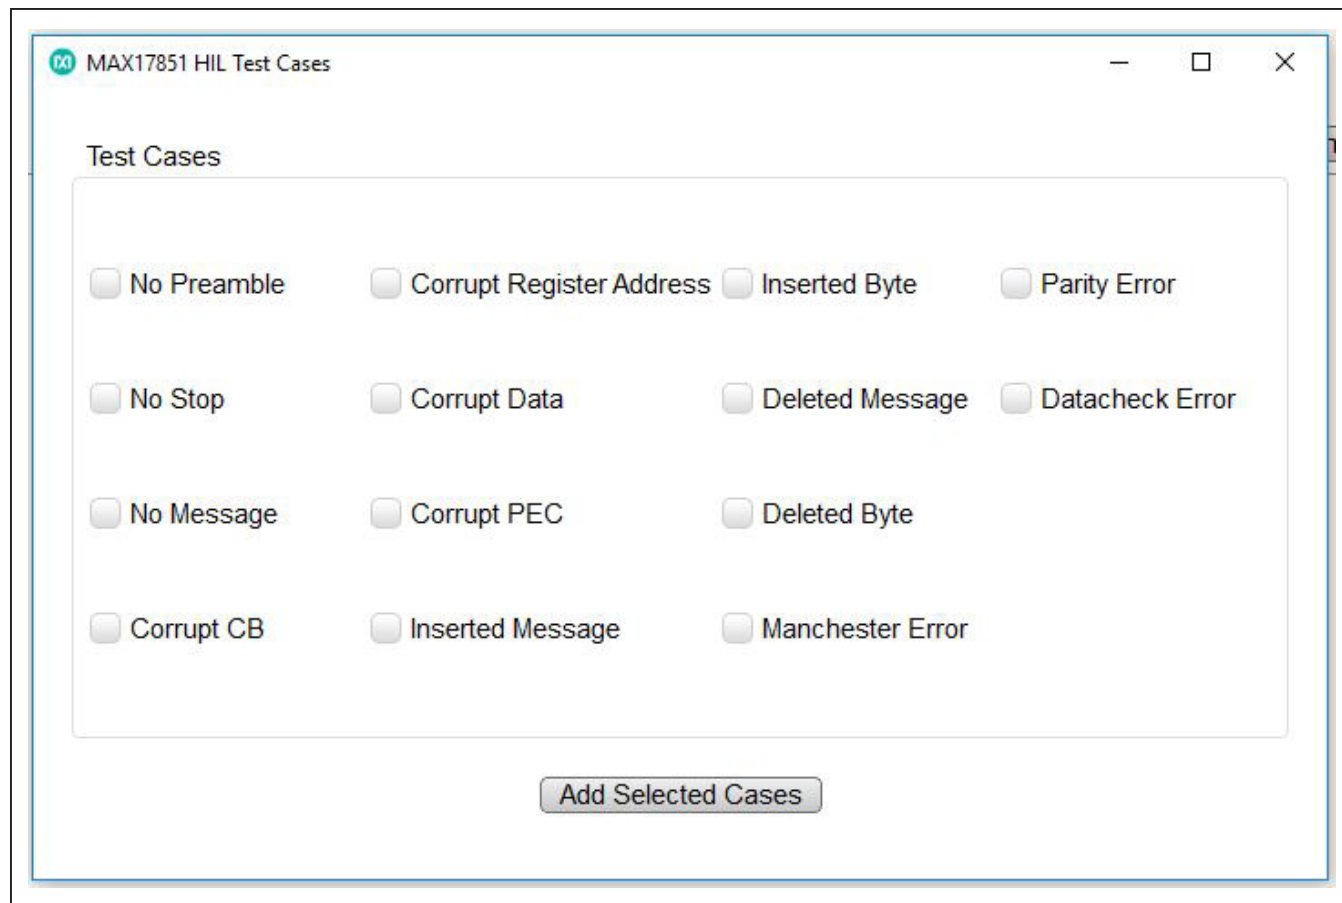 MAX17851 HIL Test Cases
Test Cases
No Preamble Corrupt Register Address Inserted Byte Parity Error
No Stop Corrupt Data Deleted Message Datacheck Error
No Message Corrupt PEC Deleted Byte
Corrupt CB Inserted Message Manchester Error
Add Selected Cases